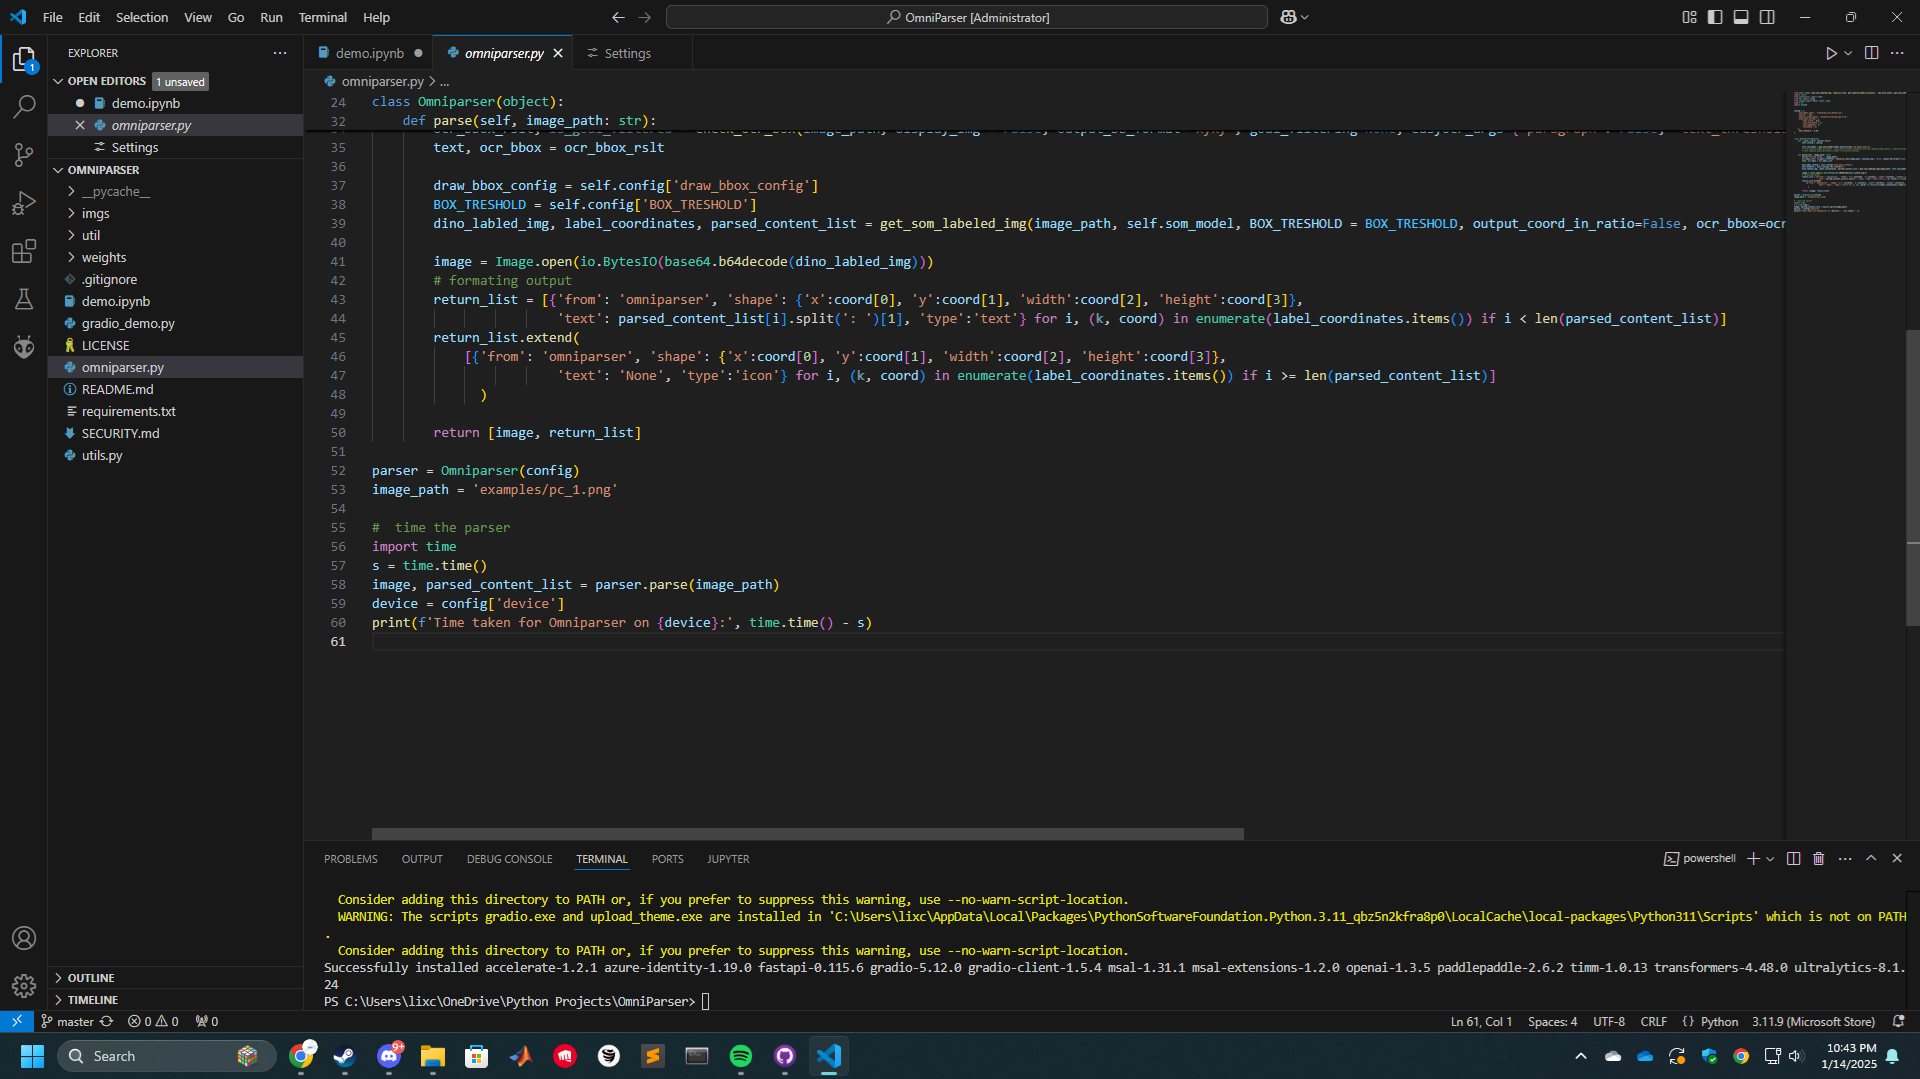 File Edit Selection View Go Run Terminal Help
OmniParser [Administrator]
EXPLORER
OPEN EDITORS 1 unsaved
demo.ipynb
omniparser.py
Settings
OMNIPARSER
__pycache__
imgs
util
weights
.gitignore
demo.ipynb
gradio_demo.py
LICENSE
omniparser.py
README.md
requirements.txt
SECURITY.md
utils.py
OUTLINE
TIMELINE
demo.ipynb omniparser.py Settings
omniparser.py > ...
24 class Omniparser(object):
32 def parse(self, image_path: str):
35 text, ocr_bbox = ocr_bbox_rslt
36
37 draw_bbox_config = self.config['draw_bbox_config']
38 BOX_TRESHOLD = self.config['BOX_TRESHOLD']
39 dino_labled_img, label_coordinates, parsed_content_list = get_som_labeled_img(image_path, self.som_model, BOX_TRESHOLD = BOX_TRESHOLD, output_coord_in_ratio=False, ocr_bbox=ocr
40
41 image = Image.open(io.BytesIO(base64.b64decode(dino_labled_img)))
42 # formating output
43 return_list = [{'from': 'omniparser', 'shape': {'x':coord[0], 'y':coord[1], 'width':coord[2], 'height':coord[3]},
44 'text': parsed_content_list[i].split(': ')[1], 'type':'text'} for i, (k, coord) in enumerate(label_coordinates.items()) if i < len(parsed_content_list)]
45 return_list.extend(
46 [{'from': 'omniparser', 'shape': {'x':coord[0], 'y':coord[1], 'width':coord[2], 'height':coord[3]},
47 'text': 'None', 'type':'icon'} for i, (k, coord) in enumerate(label_coordinates.items()) if i >= len(parsed_content_list)]
48 )
49
50 return [image, return_list]
51
52 parser = Omniparser(config)
53 image_path = 'examples/pc_1.png'
54
55 #  time the parser
56 import time
57 s = time.time()
58 image, parsed_content_list = parser.parse(image_path)
59 device = config['device']
60 print(f'Time taken for Omniparser on {device}:', time.time() - s)
61
PROBLEMS OUTPUT DEBUG CONSOLE TERMINAL PORTS JUPYTER
powershell
Consider adding this directory to PATH or, if you prefer to suppress this warning, use --no-warn-script-location.
WARNING: The scripts gradio.exe and upload_theme.exe are installed in 'C:\Users\lixc\AppData\Local\Packages\PythonSoftwareFoundation.Python.3.11_qbz5n2kfra8p0\LocalCache\local-packages\Python311\Scripts' which is not on PATH
.
Consider adding this directory to PATH or, if you prefer to suppress this warning, use --no-warn-script-location.
Successfully installed accelerate-1.2.1 azure-identity-1.19.0 fastapi-0.115.6 gradio-5.12.0 gradio-client-1.5.4 msal-1.31.1 msal-extensions-1.2.0 openai-1.3.5 paddlepaddle-2.6.2 timm-1.0.13 transformers-4.48.0 ultralytics-8.1.
24
PS C:\Users\lixc\OneDrive\Python Projects\OmniParser>
master 0 0 0
Ln 61, Col 1 Spaces: 4 UTF-8 CRLF {} Python 3.11.9 (Microsoft Store)
Search
9+
10:43 PM
1/14/2025